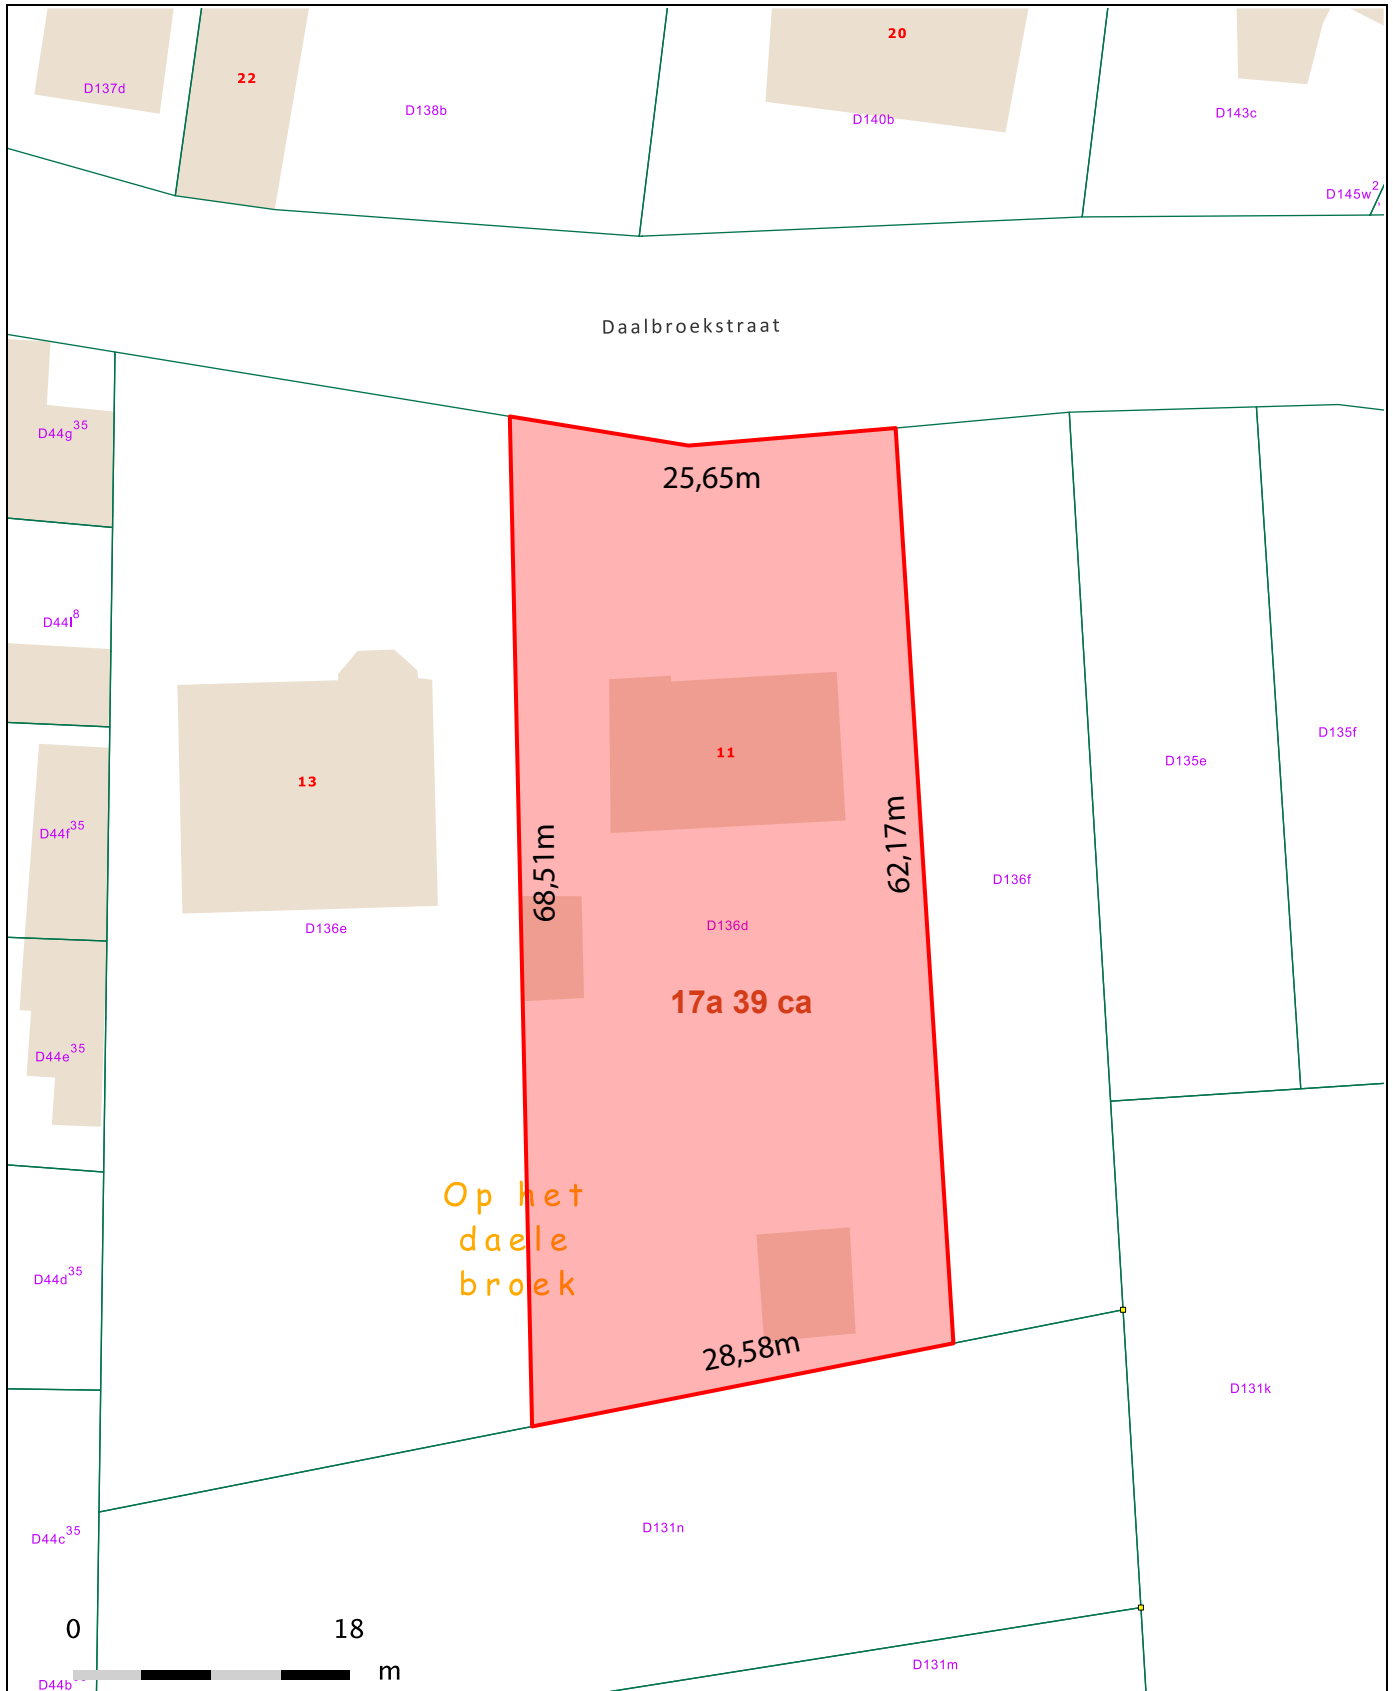 20
22
D137d
D138b
D140b
D143c
D145w2
Daalbroekstraat
D44g35
25,65m
D44l8
D135f
11
D135e
13
D44f35
68,51m
62,17m
D136f
D136e
D136d
17a 39 ca
D44e35
Op het
daele
broek
D44d35
28,58m
D131k
D131n
D44c35
0 18
m
D131m
D44b